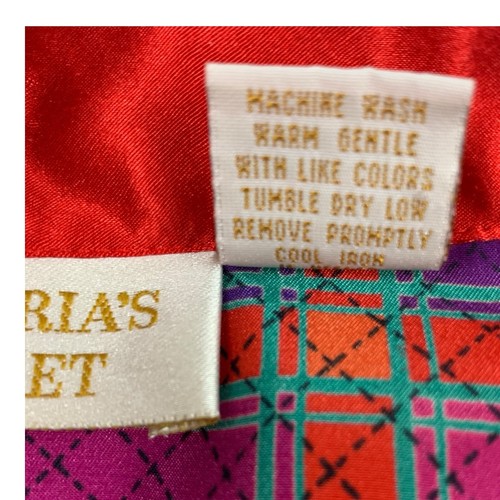 MACHINE WASH
WARM GENTLE
WITH LIKE COLORS
TUMBLE DRY LOW
REMOVE PROMPTLY
COOL IRON
RIA'S
ET